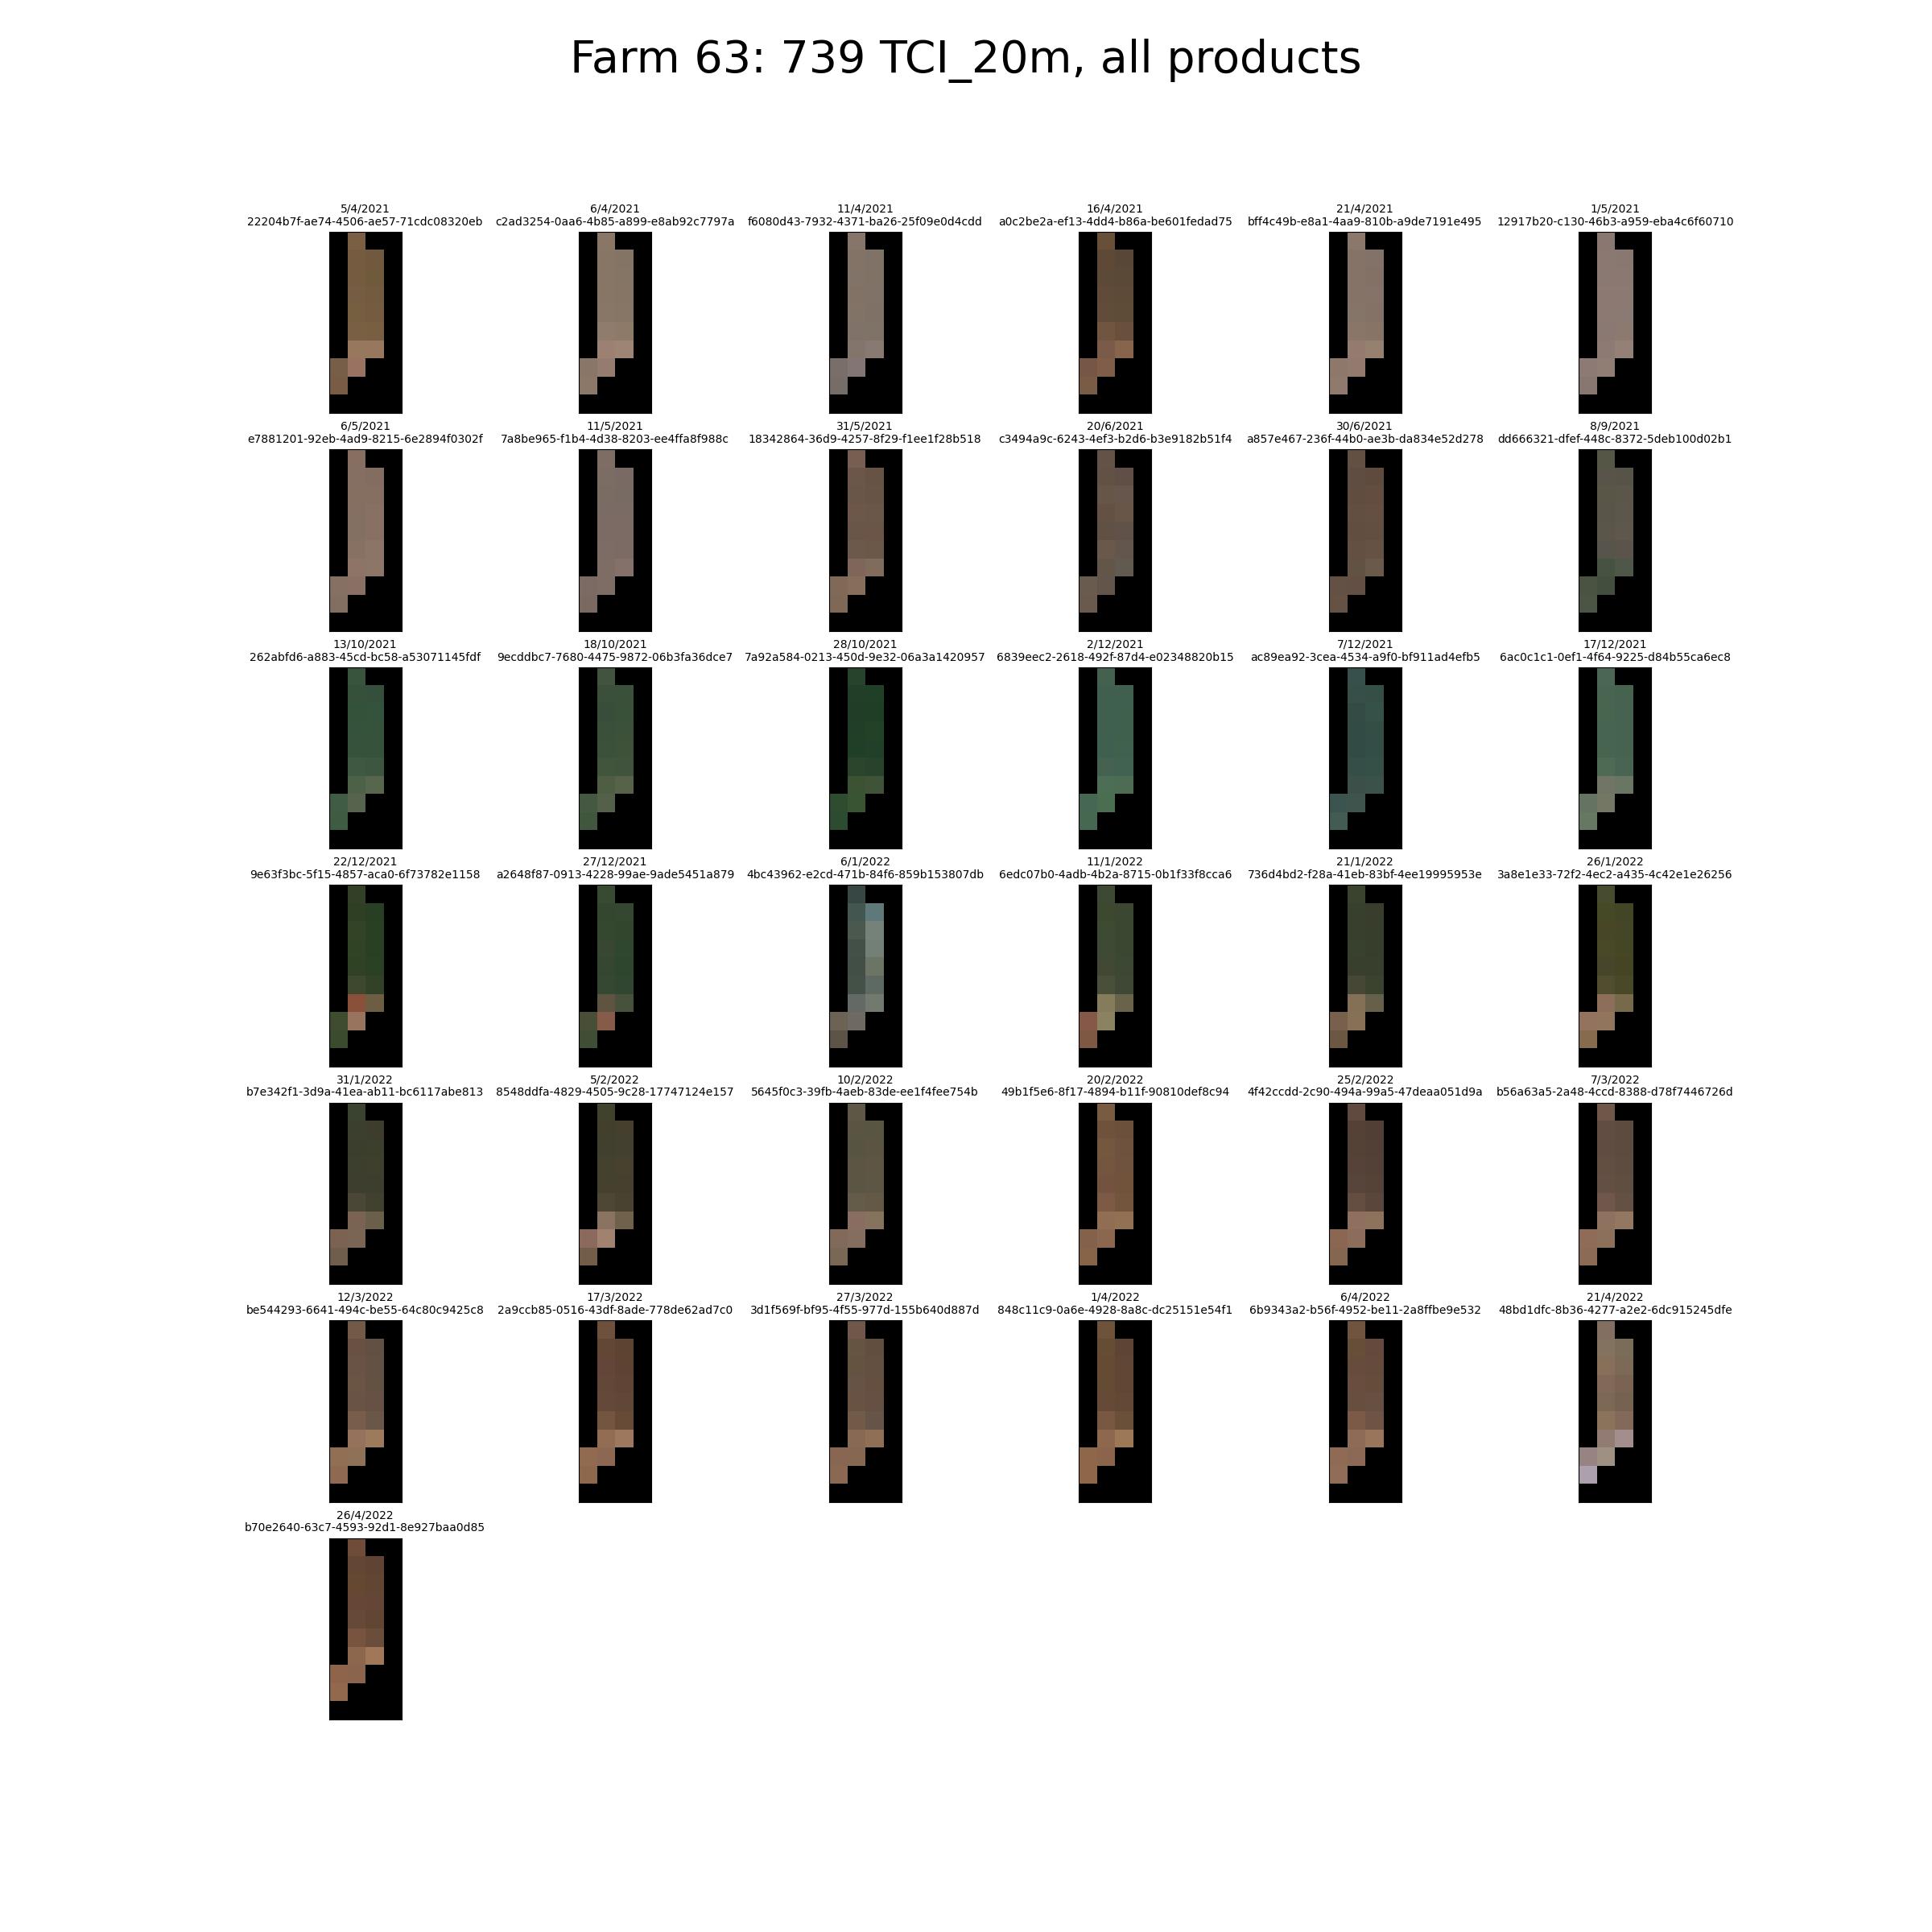 Farm 63: 739 TCI_20m, all products
5/4/2021
22204b7f-ae74-4506-ae57-71cdc08320eb
6/4/2021
c2ad3254-0aa6-4b85-a899-e8ab92c7797a
11/4/2021
f6080d43-7932-4371-ba26-25f09e0d4cdd
16/4/2021
a0c2be2a-ef13-4dd4-b86a-be601fedad75
21/4/2021
bff4c49b-e8a1-4aa9-810b-a9de7191e495
1/5/2021
12917b20-c130-46b3-a959-eba4c6f60710
6/5/2021
e7881201-92eb-4ad9-8215-6e2894f0302f
11/5/2021
7a8be965-f1b4-4d38-8203-ee4ffa8f988c
31/5/2021
18342864-36d9-4257-8f29-f1ee1f28b518
20/6/2021
c3494a9c-6243-4ef3-b2d6-b3e9182b51f4
30/6/2021
a857e467-236f-44b0-ae3b-da834e52d278
8/9/2021
dd666321-dfef-448c-8372-5deb100d02b1
13/10/2021
262abfd6-a883-45cd-bc58-a53071145fdf
18/10/2021
9ecddbc7-7680-4475-9872-06b3fa36dce7
28/10/2021
7a92a584-0213-450d-9e32-06a3a1420957
2/12/2021
6839eec2-2618-492f-87d4-e02348820b15
7/12/2021
ac89ea92-3cea-4534-a9f0-bf911ad4efb5
17/12/2021
6ac0c1c1-0ef1-4f64-9225-d84b55ca6ec8
22/12/2021
9e63f3bc-5f15-4857-aca0-6f73782e1158
27/12/2021
a2648f87-0913-4228-99ae-9ade5451a879
6/1/2022
4bc43962-e2cd-471b-84f6-859b153807db
11/1/2022
6edc07b0-4adb-4b2a-8715-0b1f33f8cca6
21/1/2022
736d4bd2-f28a-41eb-83bf-4ee19995953e
26/1/2022
3a8e1e33-72f2-4ec2-a435-4c42e1e26256
31/1/2022
b7e342f1-3d9a-41ea-ab11-bc6117abe813
5/2/2022
8548ddfa-4829-4505-9c28-17747124e157
10/2/2022
5645f0c3-39fb-4aeb-83de-ee1f4fee754b
20/2/2022
49b1f5e6-8f17-4894-b11f-90810def8c94
25/2/2022
4f42ccdd-2c90-494a-99a5-47deaa051d9a
7/3/2022
b56a63a5-2a48-4ccd-8388-d78f7446726d
12/3/2022
be544293-6641-494c-be55-64c80c9425c8
17/3/2022
2a9ccb85-0516-43df-8ade-778de62ad7c0
27/3/2022
3d1f569f-bf95-4f55-977d-155b640d887d
1/4/2022
848c11c9-0a6e-4928-8a8c-dc25151e54f1
6/4/2022
6b9343a2-b56f-4952-be11-2a8ffbe9e532
21/4/2022
48bd1dfc-8b36-4277-a2e2-6dc915245dfe
26/4/2022
b70e2640-63c7-4593-92d1-8e927baa0d85